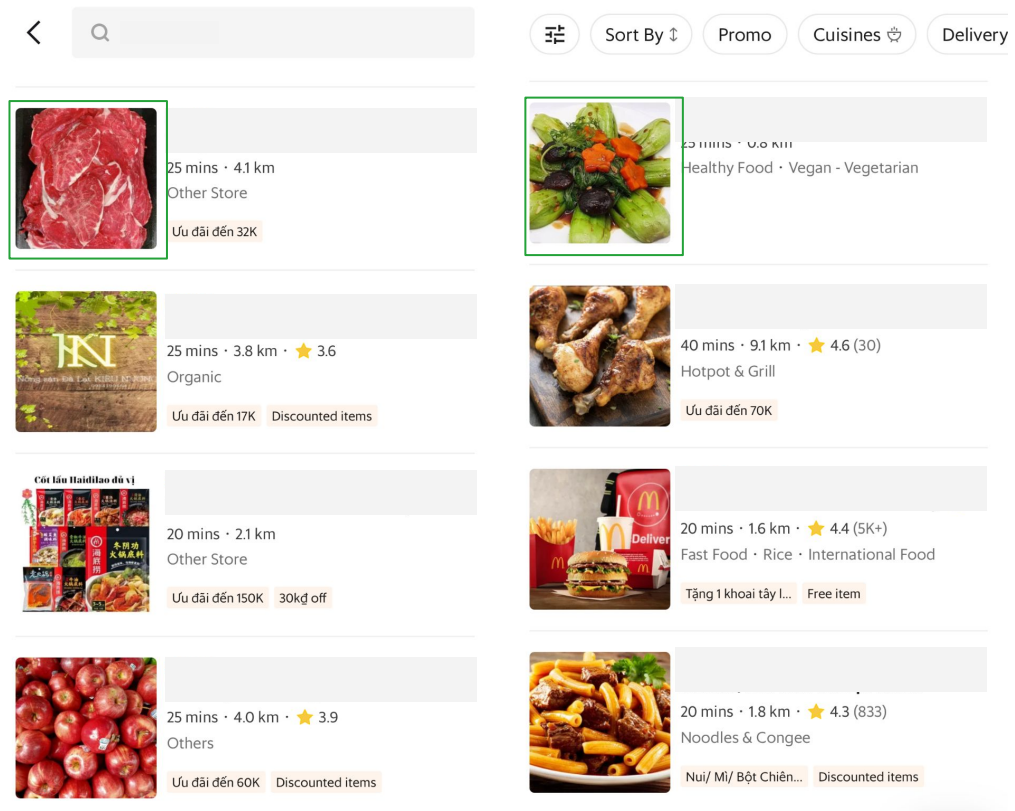 25 mins · 4.1 km
Other Store
Ưu đãi đến 32K
25 mins · 3.8 km · 3.6
Organic
Ưu đãi đến 17K
Discounted items
Cốt lẩu Haidilao đủ vị
20 mins · 2.1 km
Other Store
Ưu đãi đến 150K
30k₫ off
25 mins · 4.0 km · 3.9
Others
Ưu đãi đến 60K
Discounted items
Sort By
Promo
Cuisines
Delivery
25 mins · 0.8 km
Healthy Food · Vegan - Vegetarian
40 mins · 9.1 km · 4.6 (30)
Hotpot & Grill
Ưu đãi đến 70K
Deliver
20 mins · 1.6 km · 4.4 (5K+)
Fast Food · Rice · International Food
Tặng 1 khoai tây l...
Free item
20 mins · 1.8 km · 4.3 (833)
Noodles & Congee
Nui/ Mì/ Bột Chiên...
Discounted items